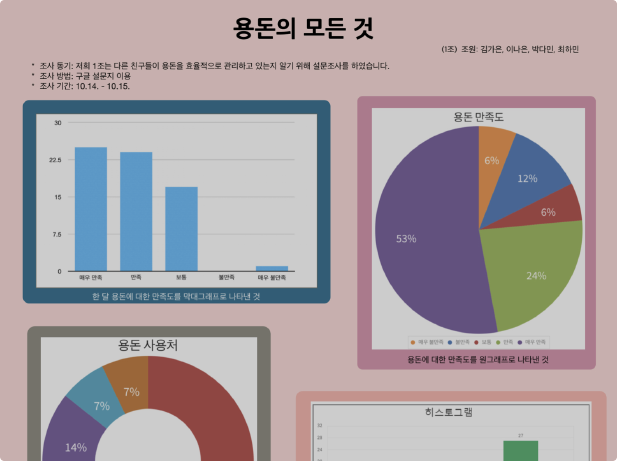 용돈의 모든 것
(1조) 조원: 김가온, 이나은, 박다민, 최하민
• 조사 동기: 저희 1조는 다른 친구들이 용돈을 효율적으로 관리하고 있는지 알기 위해 설문조사를 하였습니다.
• 조사 방법: 구글 설문지 이용
• 조사 기간: 10.14. - 10.15.
30
22.5
15
7.5
0
매우 만족 만족 보통 불만족 매우 불만족
한 달 용돈에 대한 만족도를 막대그래프로 나타낸 것
용돈 만족도
6%
12%
6%
53%
24%
매우 불만족 불만족 보통 만족 매우 만족
용돈에 대한 만족도를 원그래프로 나타낸 것
용돈 사용처
7%
7%
14%
히스토그램
27